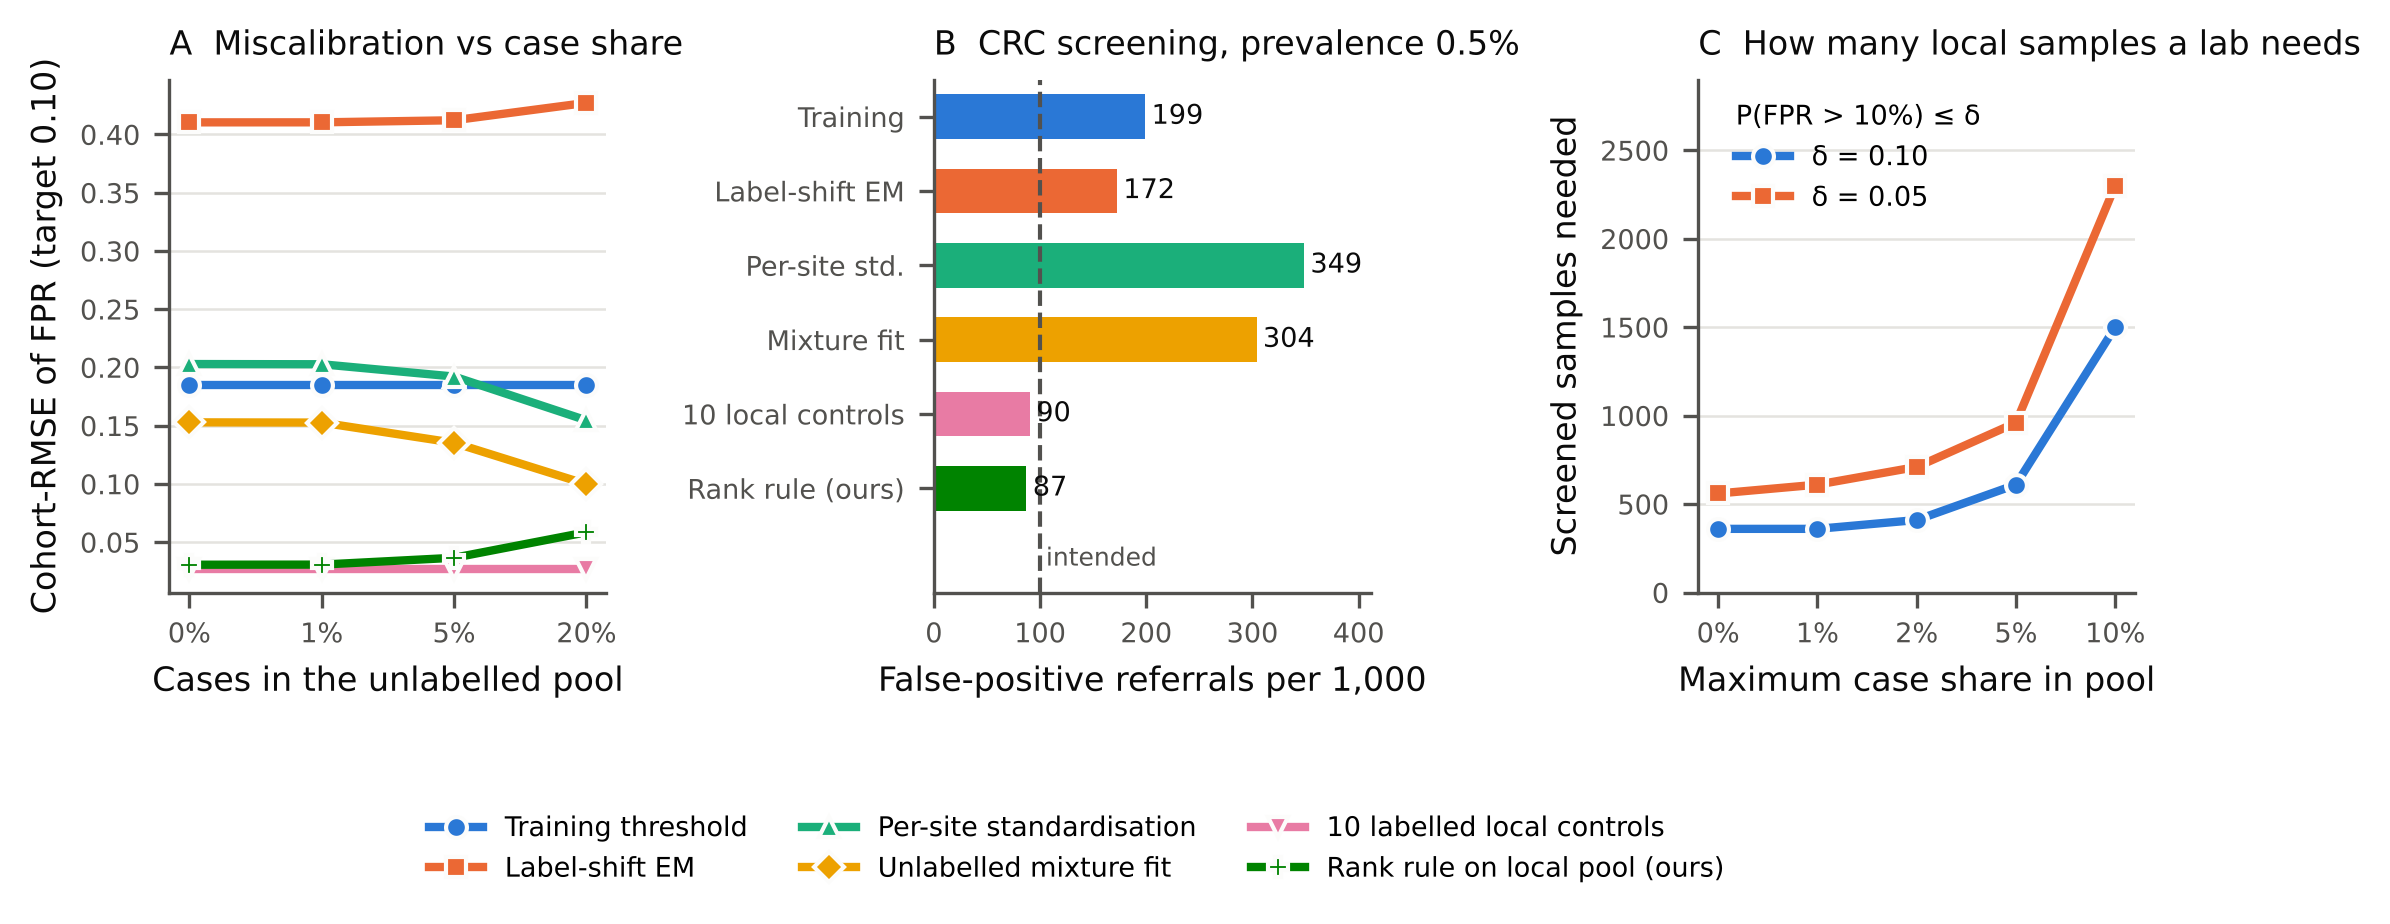 A Miscalibration vs case share
Cohort-RMSE of FPR (target 0.10)
0.40
0.35
0.30
0.25
0.20
0.15
0.10
0.05
0% 1% 5% 20%
Cases in the unlabelled pool
B CRC screening, prevalence 0.5%
Training 199
Label-shift EM 172
Per-site std. 349
Mixture fit 304
10 local controls 90
Rank rule (ours) 87
intended
0 100 200 300 400
False-positive referrals per 1,000
C How many local samples a lab needs
Screened samples needed
P(FPR > 10%) ≤ δ
δ = 0.10
δ = 0.05
2500
2000
1500
1000
500
0
0% 1% 2% 5% 10%
Maximum case share in pool
Training threshold
Label-shift EM
Per-site standardisation
Unlabelled mixture fit
10 labelled local controls
Rank rule on local pool (ours)